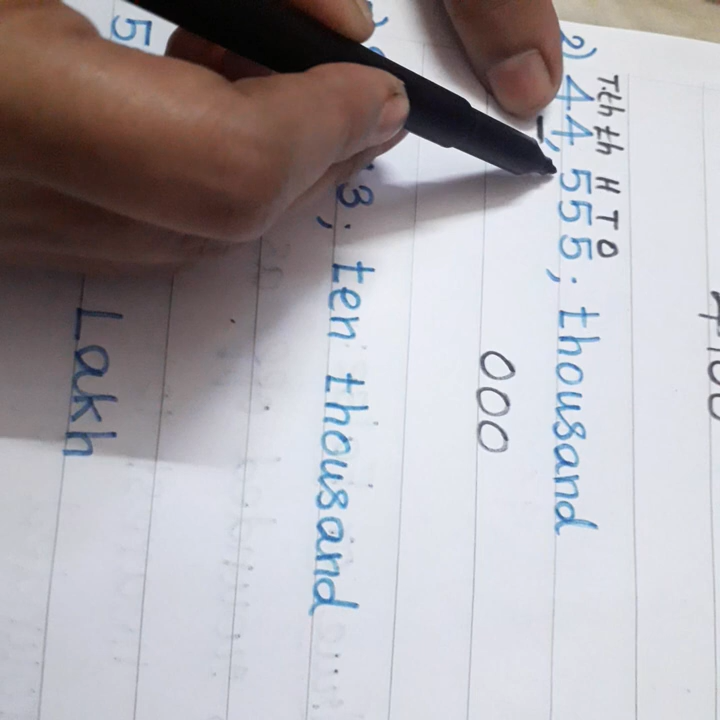 T.th th H T O
2) 44,555; thousand
000
3; ten thousand
5
Lakh